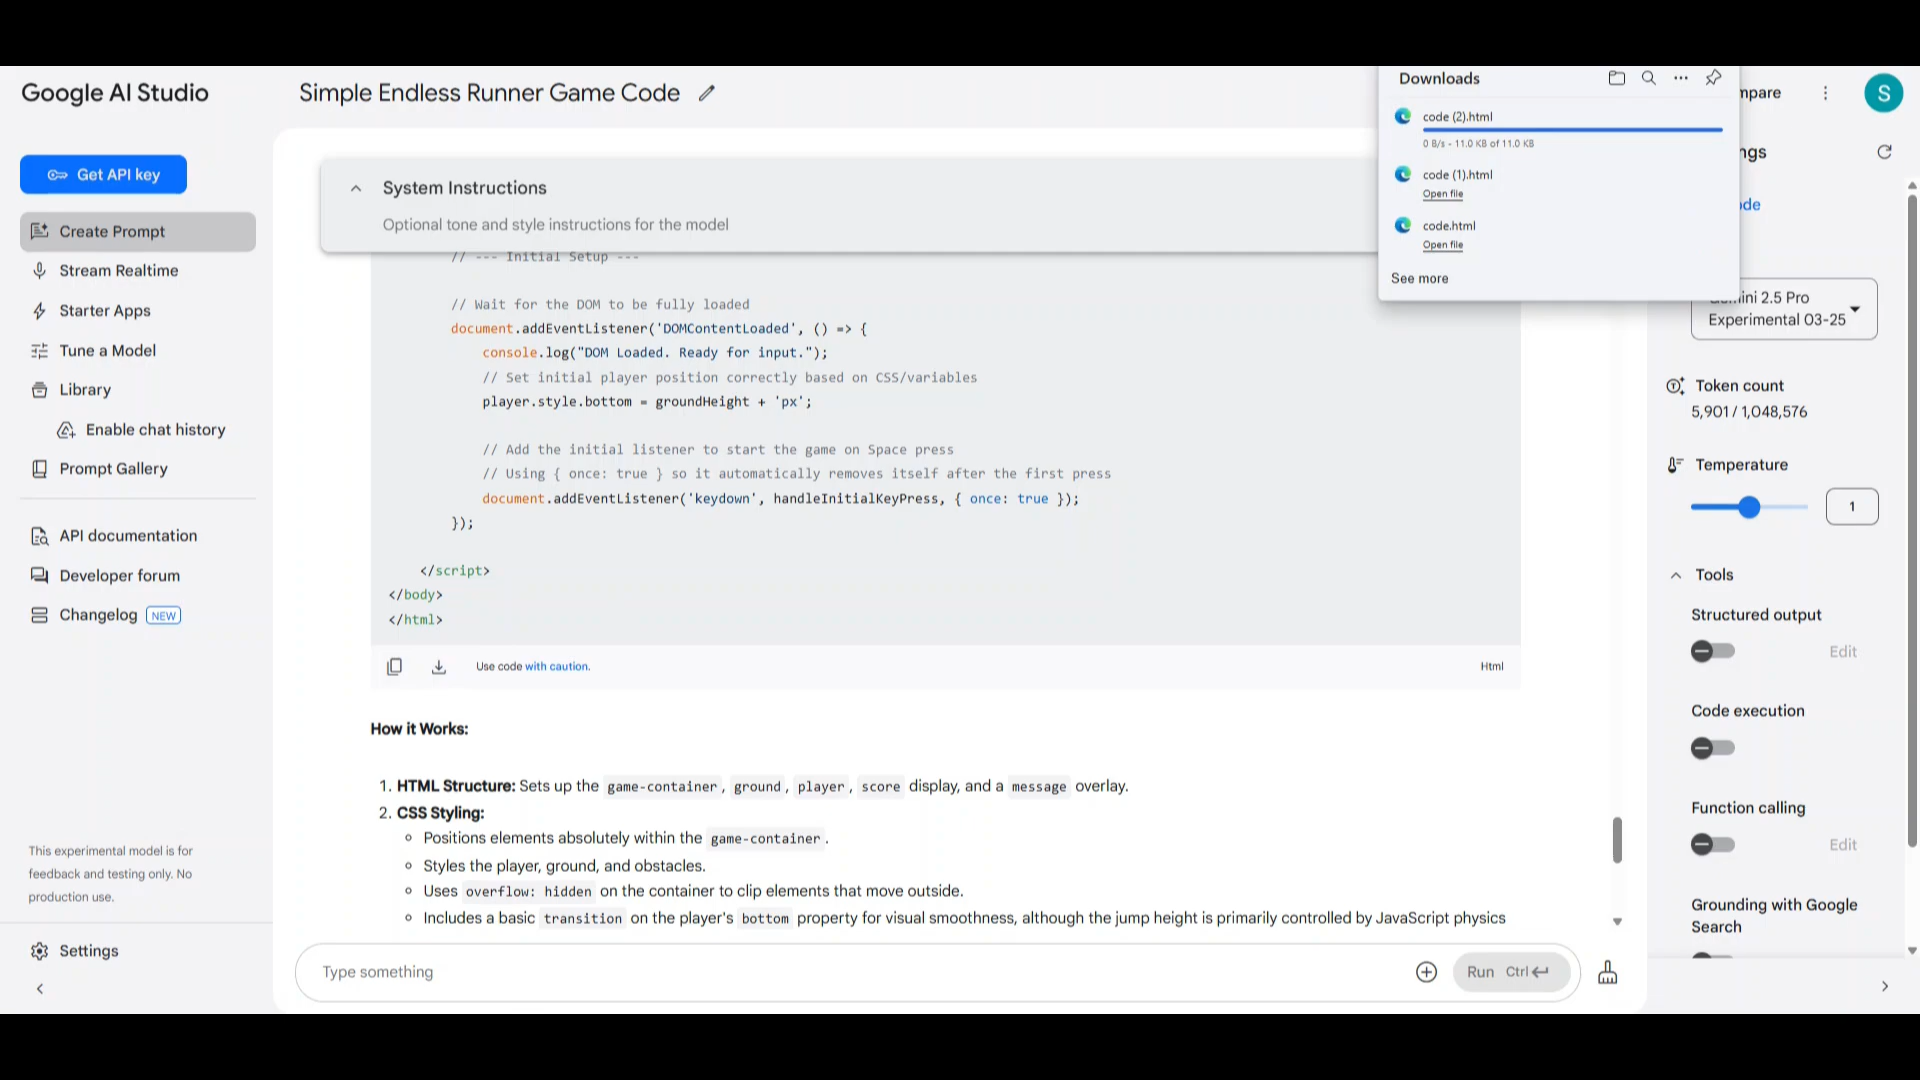 Google AI Studio
Get API key
Create Prompt
Stream Realtime
Starter Apps
Tune a Model
Library
Enable chat history
Prompt Gallery
API documentation
Developer forum
Changelog NEW
This experimental model is for
feedback and testing only. No
production use.
Settings
Simple Endless Runner Game Code
System Instructions
Optional tone and style instructions for the model
// --- Initial Setup ---
// Wait for the DOM to be fully loaded
document.addEventListener('DOMContentLoaded', () => {
console.log("DOM Loaded. Ready for input.");
// Set initial player position correctly based on CSS/variables
player.style.bottom = groundHeight + 'px';
// Add the initial listener to start the game on Space press
// Using { once: true } so it automatically removes itself after the first press
document.addEventListener('keydown', handleInitialKeyPress, { once: true });
});
</script>
</body>
</html>
Use code with caution.
Html
How it Works:
1. HTML Structure: Sets up the game-container, ground, player, score display, and a message overlay.
2. CSS Styling:
Positions elements absolutely within the game-container.
Styles the player, ground, and obstacles.
Uses overflow: hidden on the container to clip elements that move outside.
Includes a basic transition on the player's bottom property for visual smoothness, although the jump height is primarily controlled by JavaScript physics
Type something
Run Ctrl
Downloads
code (2).html
0 B/s - 11.0 KB of 11.0 KB
code (1).html
Open file
code.html
Open file
See more
mpare
S
ngs
de
ini 2.5 Pro
Experimental 03-25
Token count
5,901 / 1,048,576
Temperature
1
Tools
Structured output
Edit
Code execution
Function calling
Edit
Grounding with Google
Search